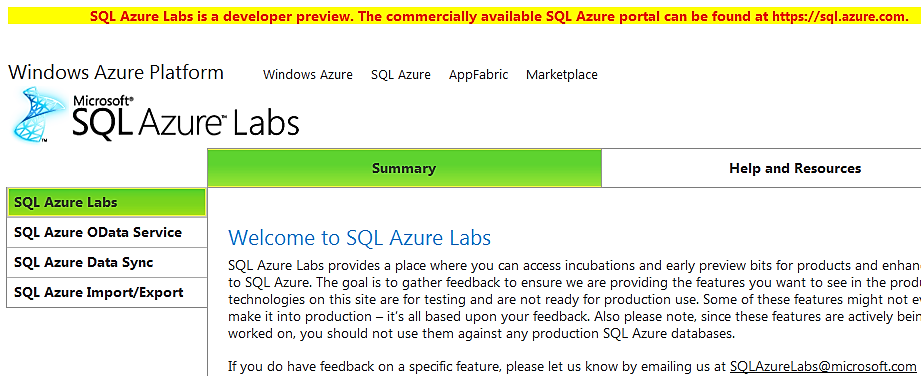 SQL Azure Labs is a developer preview. The commercially available SQL Azure portal can be found at https://sql.azure.com.
Windows Azure Platform Windows Azure SQL Azure AppFabric Marketplace
Microsoft®
SQL Azure™ Labs
Summary Help and Resources
SQL Azure Labs
SQL Azure OData Service
SQL Azure Data Sync
SQL Azure Import/Export
Welcome to SQL Azure Labs
SQL Azure Labs provides a place where you can access incubations and early preview bits for products and enhan
to SQL Azure. The goal is to gather feedback to ensure we are providing the features you want to see in the produ
technologies on this site are for testing and are not ready for production use. Some of these features might not ev
make it into production – it's all based upon your feedback. Also please note, since these features are actively bein
worked on, you should not use them against any production SQL Azure databases.
If you do have feedback on a specific feature, please let us know by emailing us at SQLAzureLabs@microsoft.com